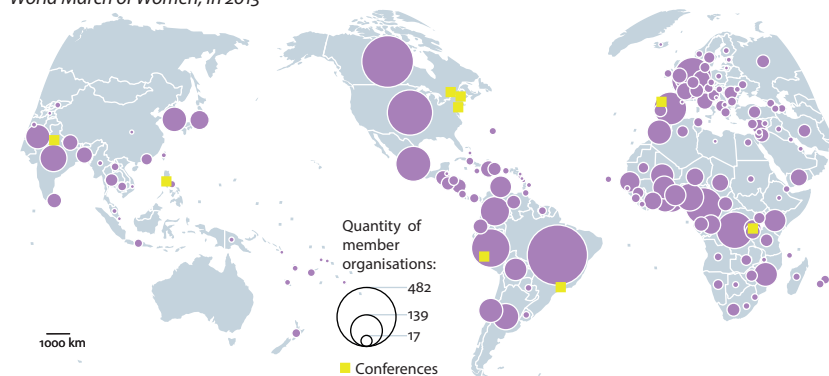 World March of Women, in 2013
Quantity of
member
organisations:
482
139
17
1000 km
Conferences